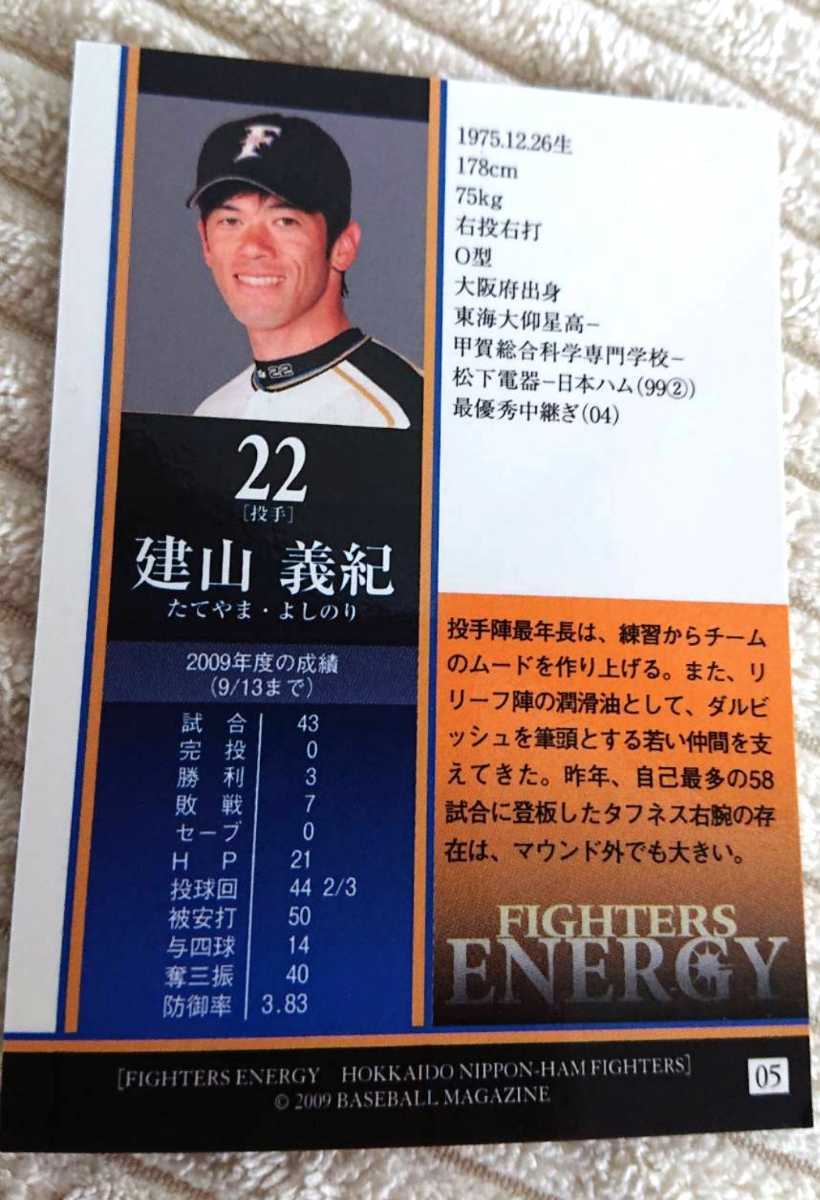 F
22
22
[投手]
建山 義紀
たてやま・よしのり
2009年度の成績
(9/13まで)
試合 43
完投 0
勝利 3
敗戦 7
セーブ 0
HP 21
投球回 44 2/3
被安打 50
与四球 14
奪三振 40
防御率 3.83
1975.12.26生
178cm
75kg
右投右打
O型
大阪府出身
東海大仰星高−
甲賀総合科学専門学校−
松下電器−日本ハム(99②)
最優秀中継ぎ(04)
投手陣最年長は、練習からチーム
のムードを作り上げる。また、リ
リーフ陣の潤滑油として、ダルビ
ッシュを筆頭とする若い仲間を支
えてきた。昨年、自己最多の58
試合に登板したタフネス右腕の存
在は、マウンド外でも大きい。
FIGHTERS
ENERGY
[FIGHTERS ENERGY HOKKAIDO NIPPON-HAM FIGHTERS]
© 2009 BASEBALL MAGAZINE
05